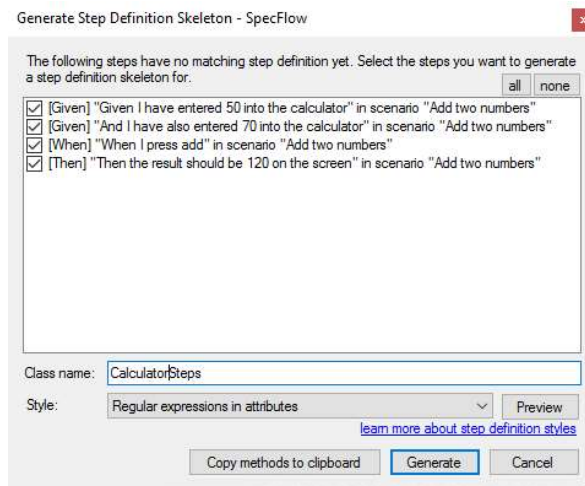 Generate Step Definition Skeleton - SpecFlow
The following steps have no matching step definition yet. Select the steps you want to generate
a step definition skeleton for.
all none
[Given] "Given I have entered 50 into the calculator" in scenario "Add two numbers"
[Given] "And I have also entered 70 into the calculator" in scenario "Add two numbers"
[When] "When I press add" in scenario "Add two numbers"
[Then] "Then the result should be 120 on the screen" in scenario "Add two numbers"
Class name: CalculatorSteps
Style: Regular expressions in attributes Preview
learn more about step definition styles
Copy methods to clipboard Generate Cancel